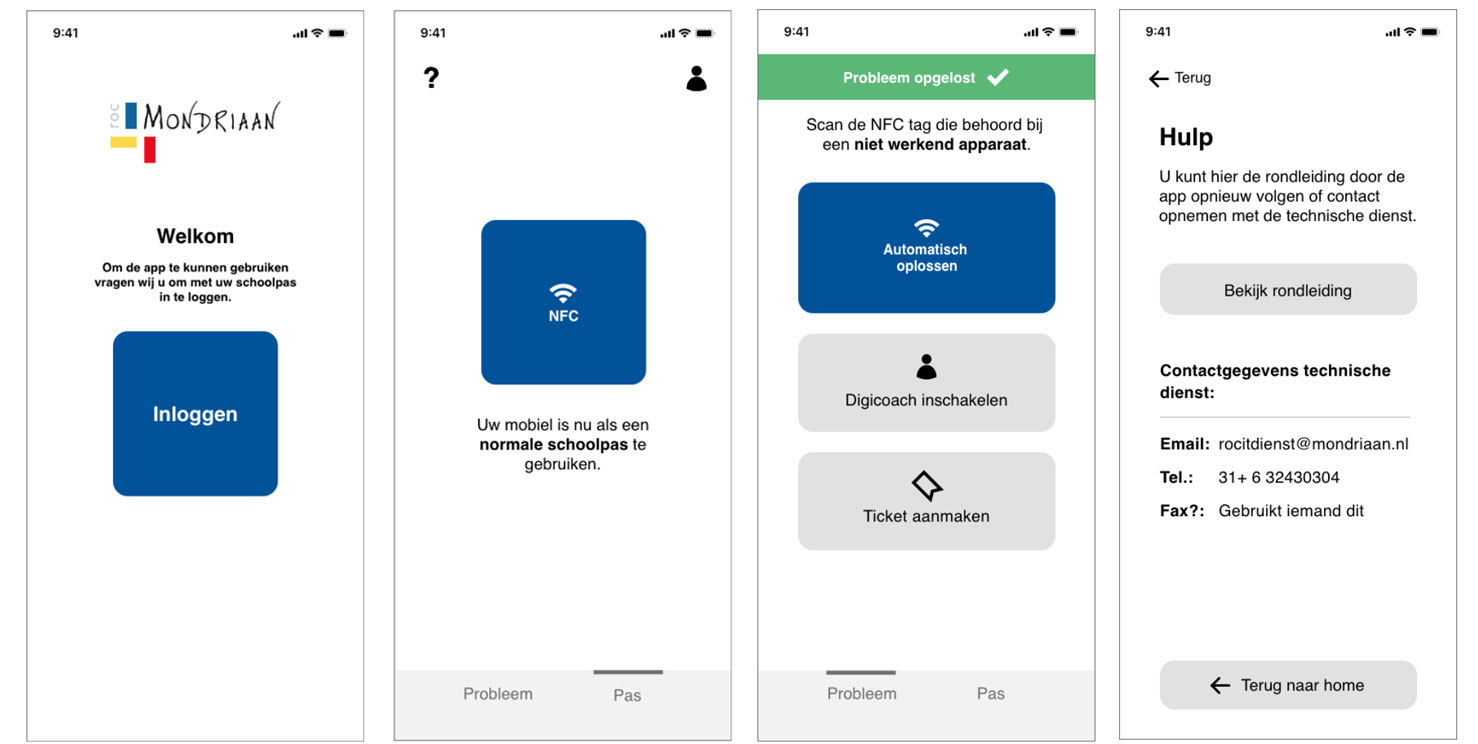 9:41
roc
MONDRIAAN
Welkom
Om de app te kunnen gebruiken
vragen wij u om met uw schoolpas
in te loggen.
Inloggen
9:41
?
NFC
Uw mobiel is nu als een
normale schoolpas te
gebruiken.
Probleem
Pas
9:41
Probleem opgelost
Scan de NFC tag die behoord bij
een niet werkend apparaat.
Automatisch
oplossen
Digicoach inschakelen
Ticket aanmaken
Probleem
Pas
9:41
Terug
Hulp
U kunt hier de rondleiding door de
app opnieuw volgen of contact
opnemen met de technische dienst.
Bekijk rondleiding
Contactgegevens technische
dienst:
Email: rocitdienst@mondriaan.nl
Tel.: 31+ 6 32430304
Fax?: Gebruikt iemand dit
Terug naar home